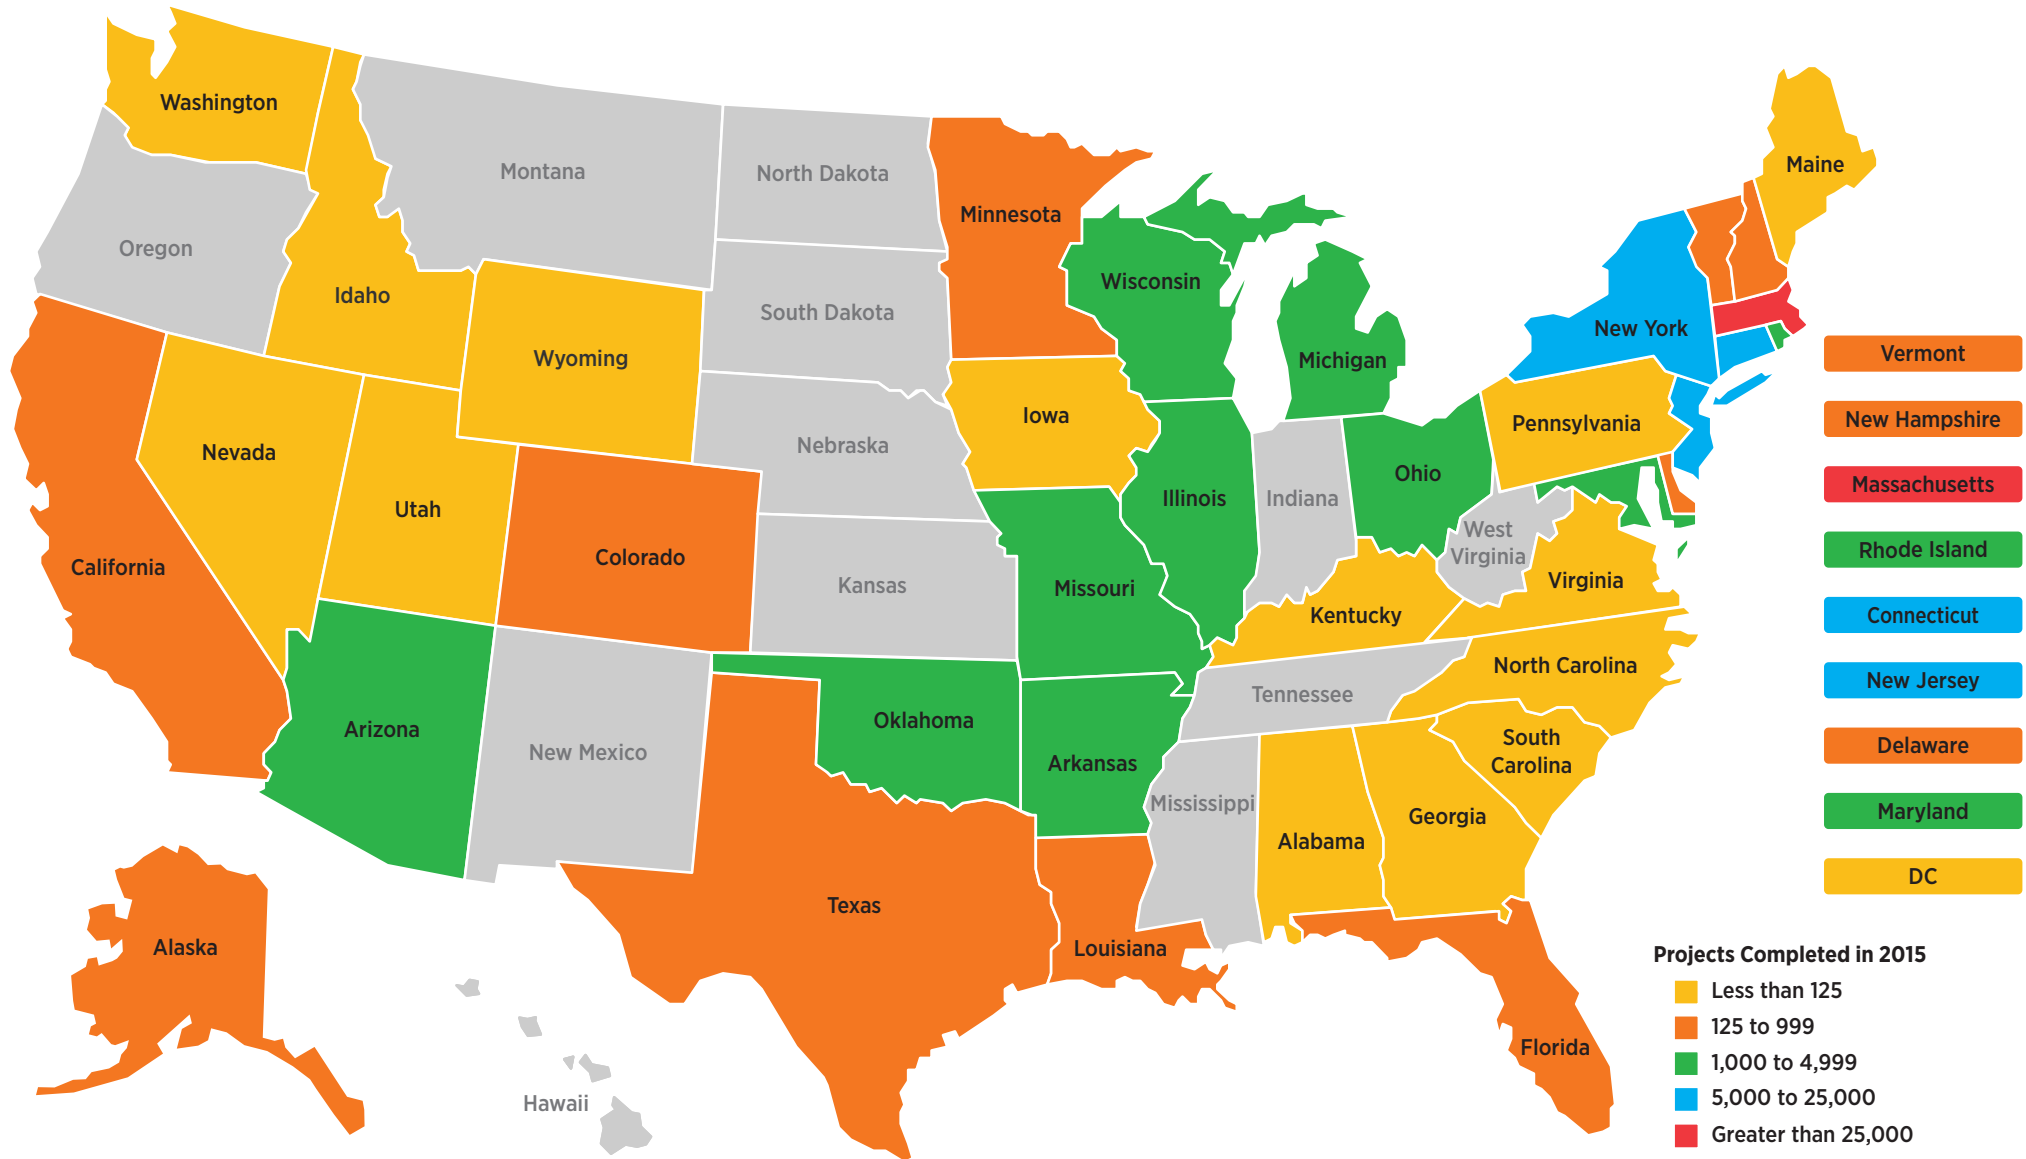 Washington
Montana
North Dakota
Minnesota
Maine
Oregon
Idaho
Wisconsin
South Dakota
New York
Wyoming
Michigan
Vermont
Iowa
New Hampshire
Pennsylvania
Nevada
Nebraska
Ohio
Massachusetts
Utah
Illinois
Indiana
West
Virginia
Rhode Island
Colorado
California
Kansas
Missouri
Virginia
Kentucky
Connecticut
North Carolina
New Jersey
Tennessee
Oklahoma
Arizona
South
Carolina
New Mexico
Delaware
Arkansas
Mississippi
Maryland
Georgia
Alabama
DC
Texas
Alaska
Louisiana
Projects Completed in 2015
Less than 125
125 to 999
Florida
1,000 to 4,999
Hawaii
5,000 to 25,000
Greater than 25,000